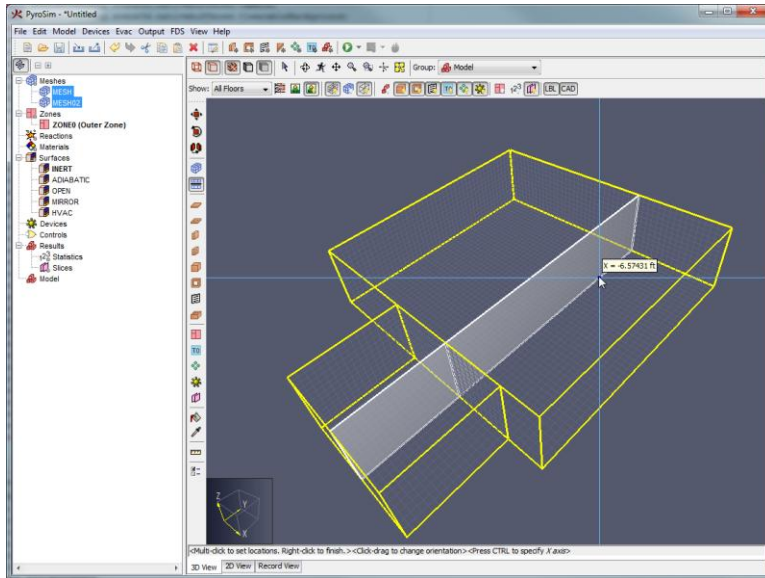 PyroSim - *Untitled
File Edit Model Devices Evac Output FDS View Help
Group: Model
Show: All Floors
LBL CAD
Meshes
MESH
MESH02
Zones
ZONE0 (Outer Zone)
Reactions
Materials
Surfaces
INERT
ADIABATIC
OPEN
MIRROR
HVAC
Devices
Controls
Results
Statistics
Slices
Model
X = -6.57431 ft
Z
Y
X
<Multi-click to set locations. Right-click to finish.> <Click-drag to change orientation> <Press CTRL to specify X axis>
3D View 2D View Record View